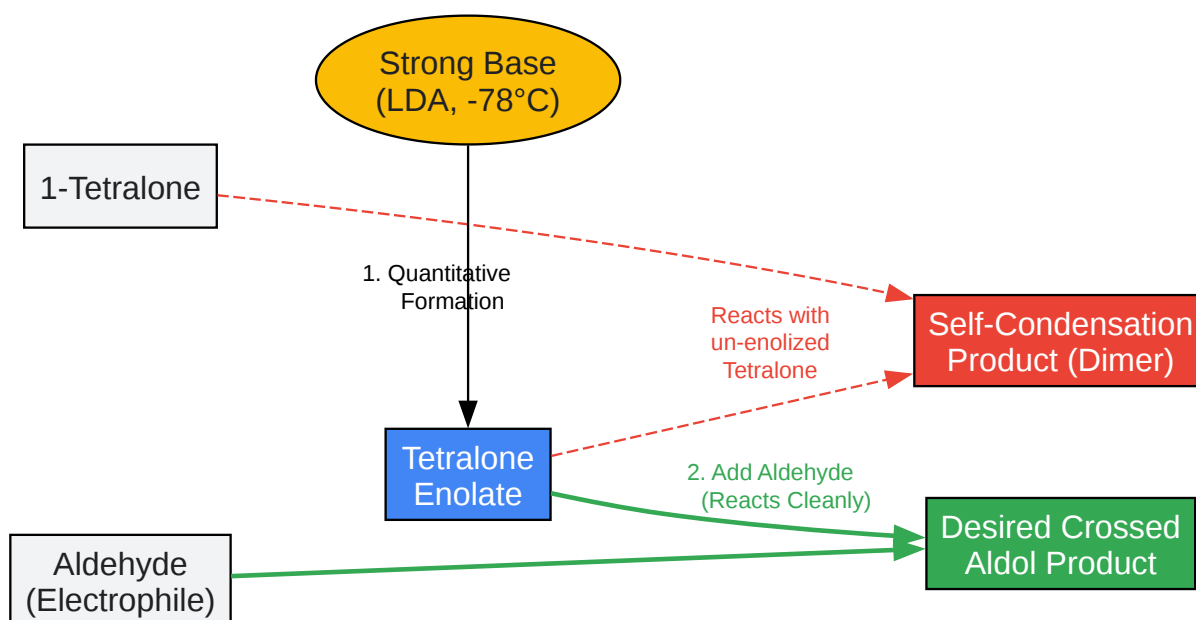 Strong Base
(LDA, -78°C)
1-Tetralone
1. Quantitative
Formation
Reacts with
un-enolized
Tetralone
Self-Condensation
Product (Dimer)
Tetralone
Enolate
2. Add Aldehyde
(Reacts Cleanly)
Desired Crossed
Aldol Product
Aldehyde
(Electrophile)